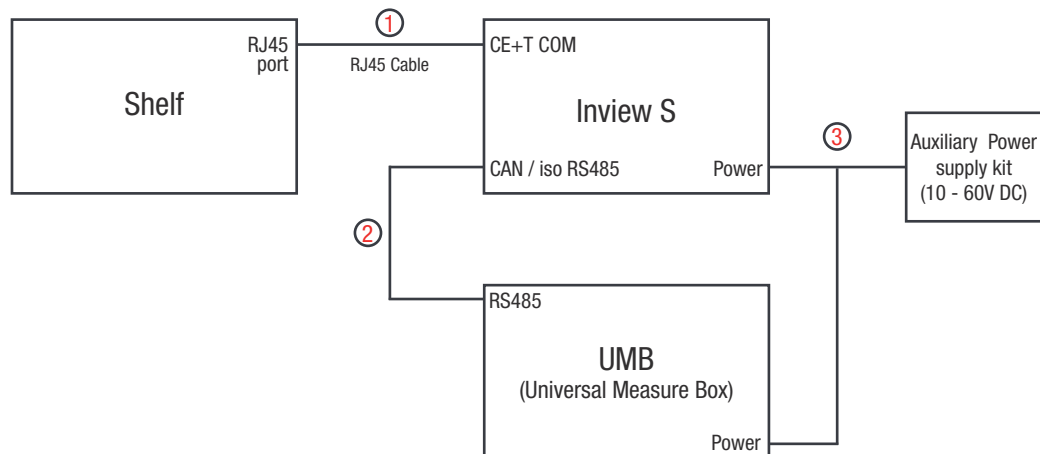 1
RJ45
port
CE+T COM
RJ45 Cable
Shelf
Inview S
3
Auxiliary Power
supply kit
(10 - 60V DC)
CAN / iso RS485
Power
2
RS485
UMB
(Universal Measure Box)
Power